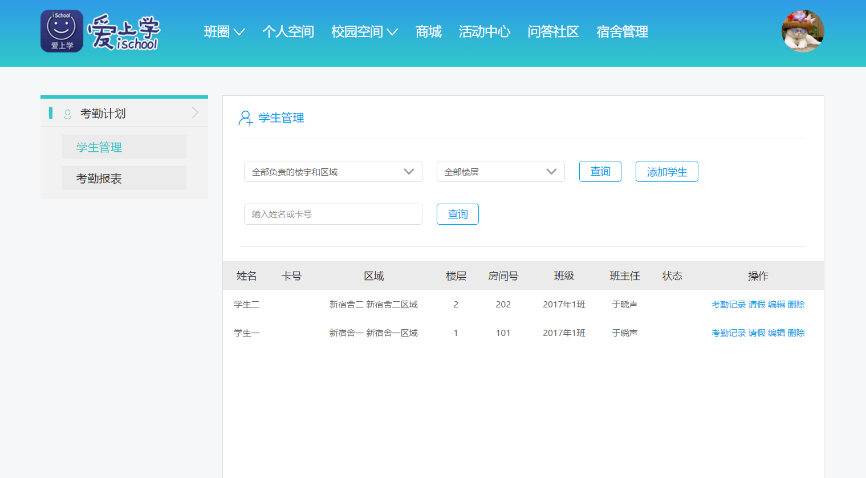 iSchool
爱上学
爱上学
ischool
班圈 个人空间 校园空间 商城 活动中心 问答社区 宿舍管理
考勤计划
学生管理
考勤报表
学生管理
全部负责的楼宇和区域 全部楼层 查询 添加学生
输入姓名或卡号 查询
姓名 卡号 区域 楼层 房间号 班级 班主任 状态 操作
学生二 新宿舍二 新宿舍二区域 2 202 2017年1班 于晓声 考勤记录 请假 编辑 删除
学生一 新宿舍一 新宿舍一区域 1 101 2017年1班 于晓声 考勤记录 请假 编辑 删除